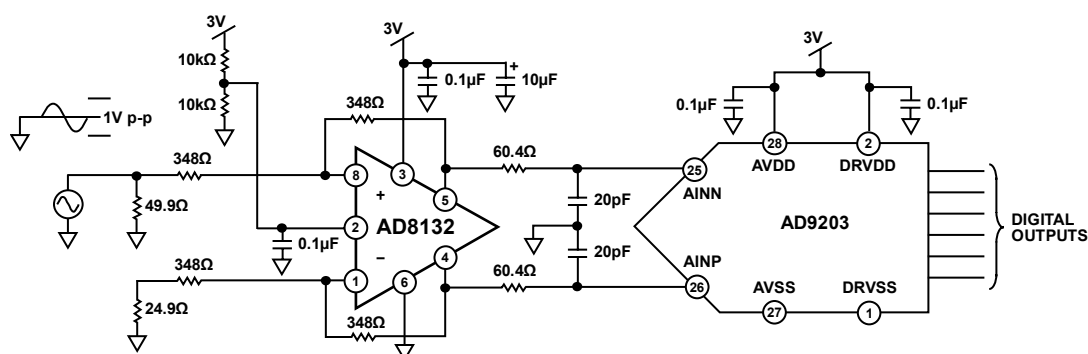 3V
10kΩ
10kΩ
1V p-p
348Ω
49.9Ω
348Ω
24.9Ω
0.1µF
3V
0.1µF
+
10µF
348Ω
8
+
2
AD8132
−
1
3
5
4
6
348Ω
60.4Ω
60.4Ω
20pF
20pF
3V
0.1µF
0.1µF
28
AVDD
2
DRVDD
25
AINN
AD9203
AINP
26
AVSS
27
DRVSS
1
DIGITAL
OUTPUTS